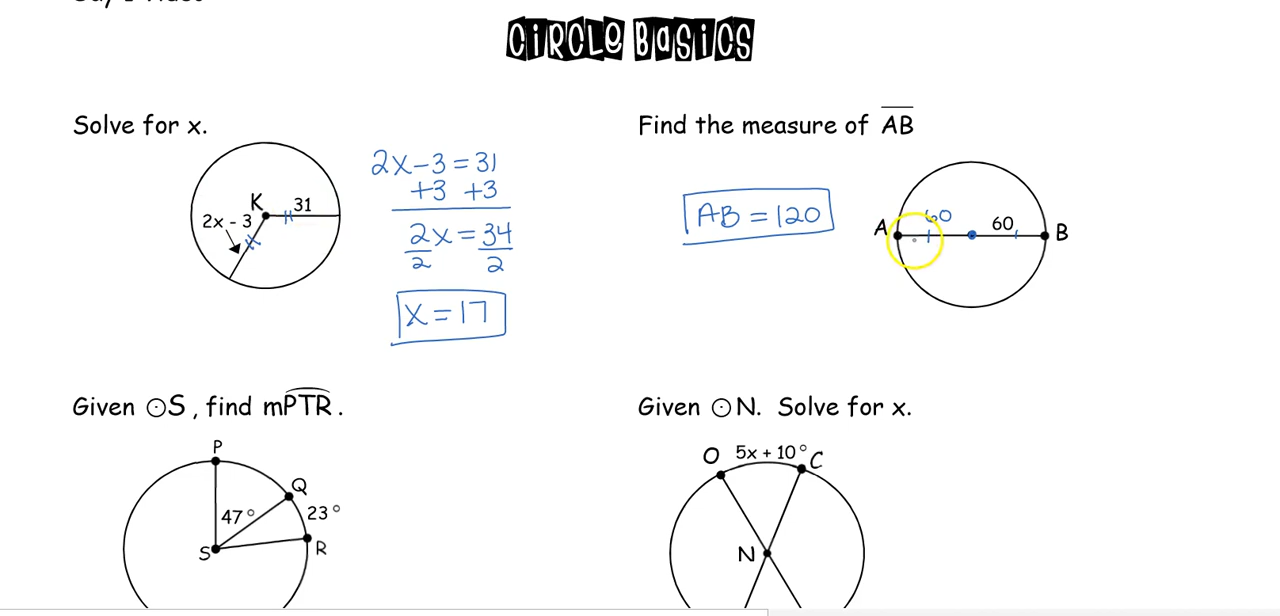 CIRCLE BASICS
Solve for x.
K
31
2x - 3
2x-3=31
+3 +3
2x=34
2 2
x=17
Find the measure of AB
AB=120
A
60
60
B
Given ⊙S , find mPTR .
P
Q
47°
23°
S
R
Given ⊙N. Solve for x.
O
5x + 10°
C
N